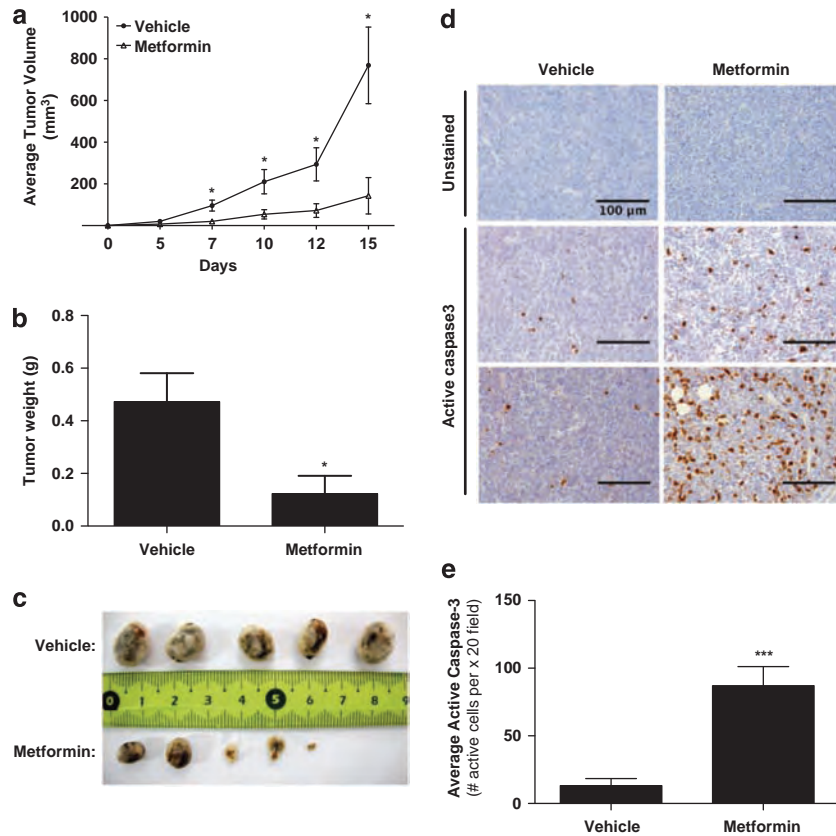 a
1000
800
600
400
200
Average Tumor Volume
(mm³)
Vehicle
Metformin
*
*
*
*
0 5 7 10 12 15
Days
b
0.8
0.6
0.4
0.2
0.0
Tumor weight (g)
*
Vehicle Metformin
c
Vehicle:
0 1 2 3 4 5 6 7 8 9
Metformin:
d
Vehicle Metformin
Unstained
100 μm
Active caspase3
e
150
100
50
0
Average Active Caspase-3
(# active cells per x 20 field)
***
Vehicle Metformin